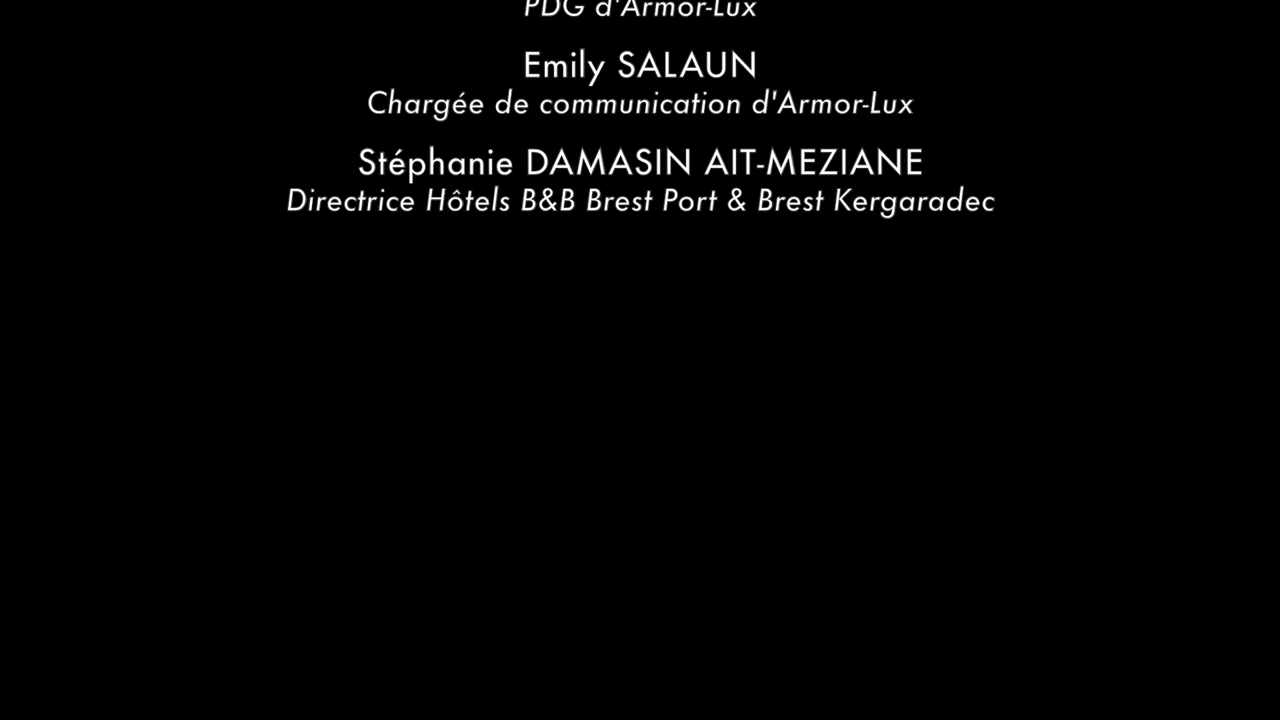 PDG d'Armor-Lux
Emily SALAUN
Chargée de communication d'Armor-Lux
Stéphanie DAMASIN AIT-MEZIANE
Directrice Hôtels B&B Brest Port & Brest Kergaradec